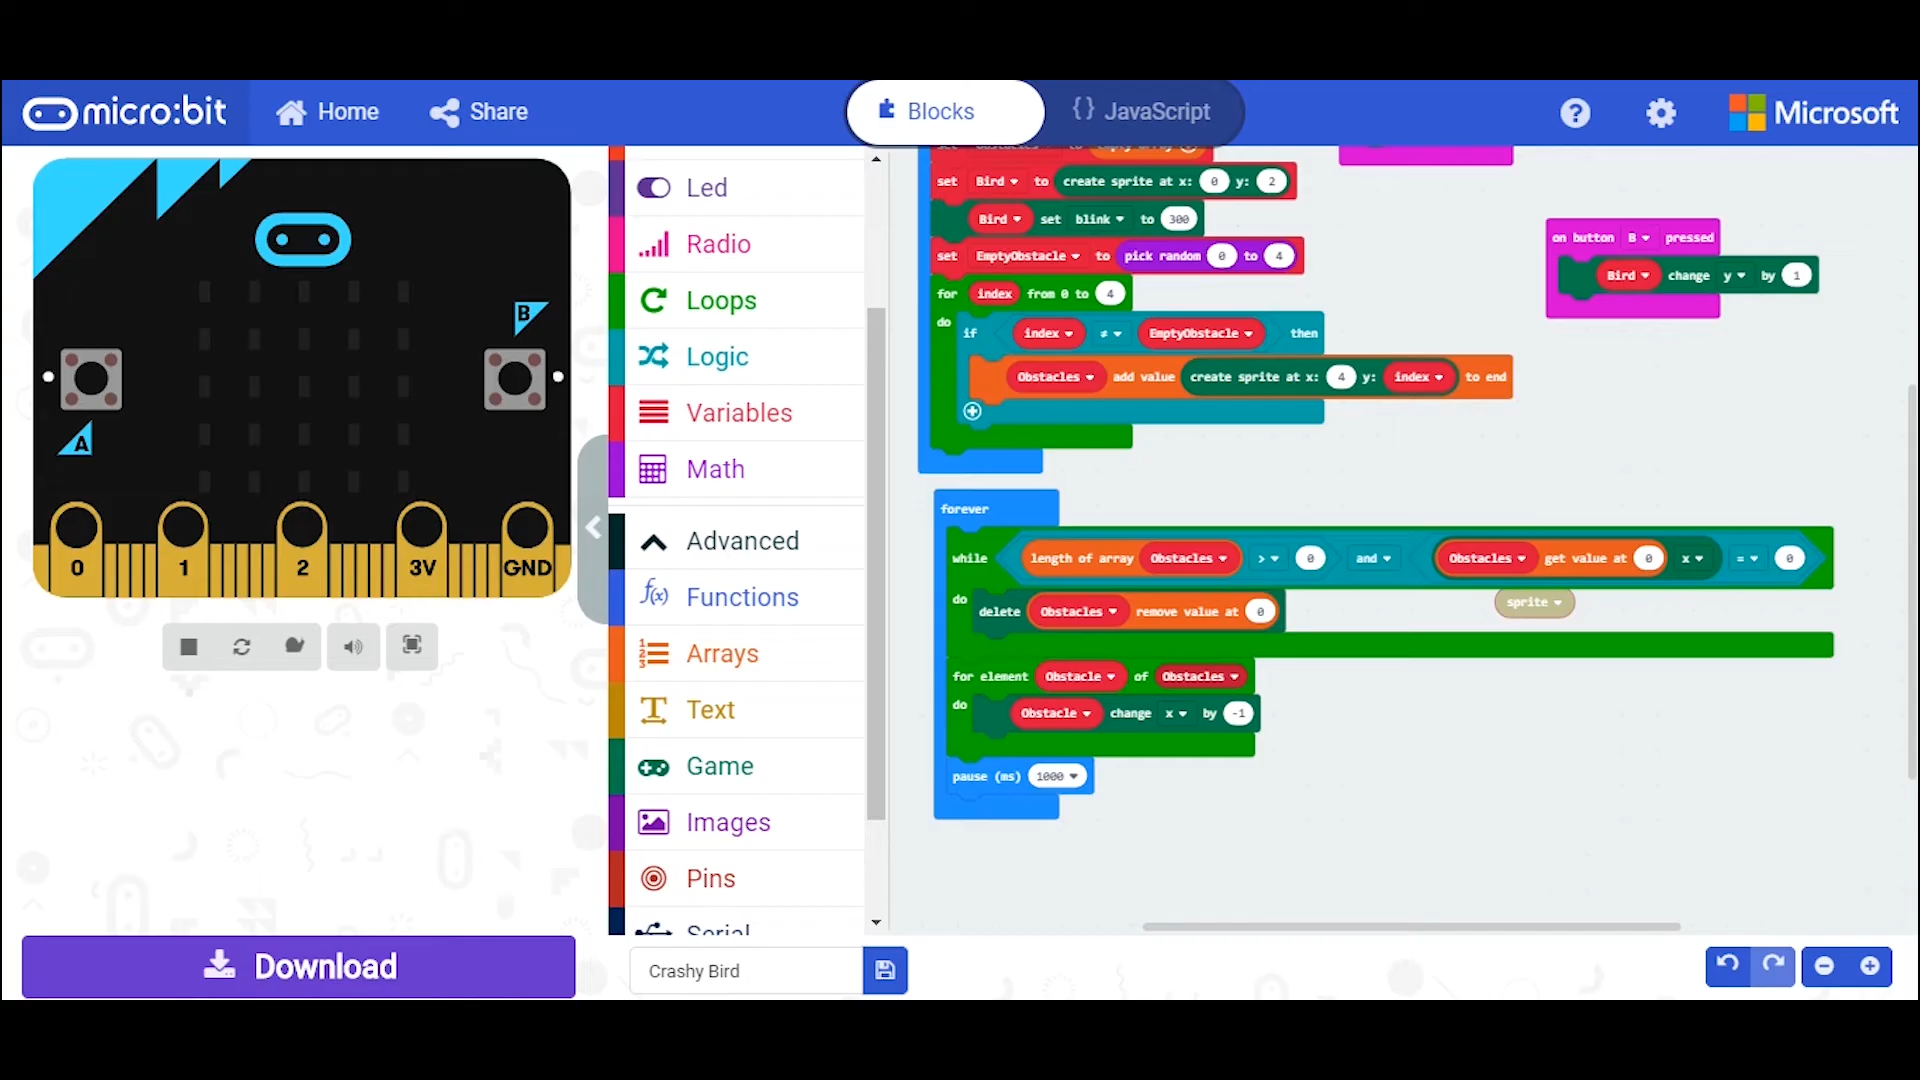 micro:bit Home Share Blocks {} JavaScript ? Microsoft
Led
Radio
Loops
Logic
Variables
Math
Advanced
f(x) Functions
Arrays
Text
Game
Images
Pins
Serial
B
A
0 1 2 3V GND
Download
Crashy Bird
set Bird to create sprite at x: 0 y: 2
Bird set blink to 300
set EmptyObstacle to pick random 0 to 4
for index from 0 to 4
do if index ≠ EmptyObstacle then
Obstacles add value create sprite at x: 4 y: index to end
on button B pressed
Bird change y by 1
forever
while length of array Obstacles > 0 and Obstacles get value at 0 x = 0
sprite
do delete Obstacles remove value at 0
for element Obstacle of Obstacles
do Obstacle change x by -1
pause (ms) 1000